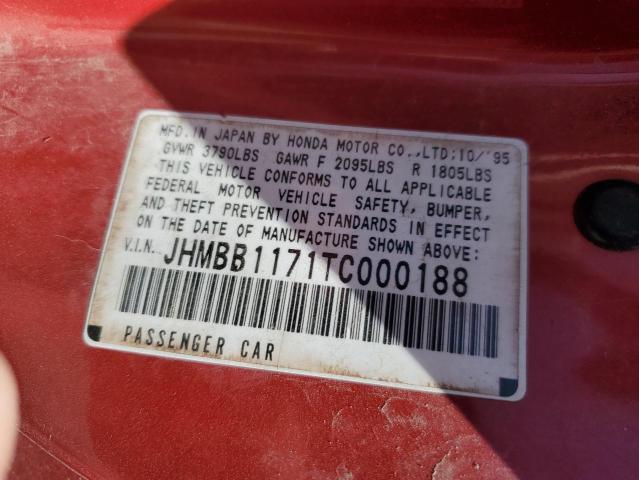 MFD. IN JAPAN BY HONDA MOTOR CO., LTD: 10/'95
GVWR 3790LBS GAWR F 2095LBS R 1805LBS
THIS VEHICLE CONFORMS TO ALL APPLICABLE
FEDERAL MOTOR VEHICLE SAFETY, BUMPER,
AND THEFT PREVENTION STANDARDS IN EFFECT
ON THE DATE OF MANUFACTURE SHOWN ABOVE:
V.I.N. JHMBB1171TC000188
PASSENGER CAR